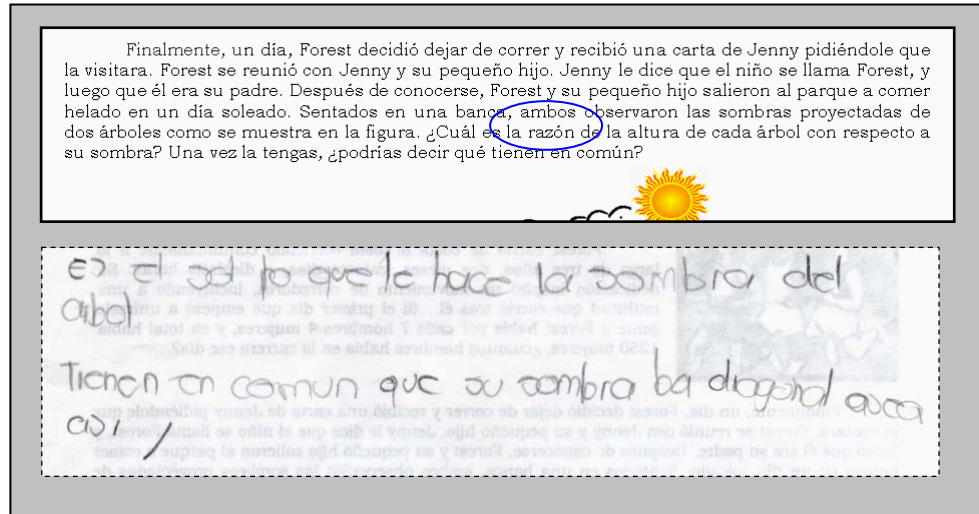 Finalmente, un día, Forest decidió dejar de correr y recibió una carta de Jenny pidiéndole que
la visitara. Forest se reunió con Jenny y su pequeño hijo. Jenny le dice que el niño se llama Forest, y
luego que él era su padre. Después de conocerse, Forest y su pequeño hijo salieron al parque a comer
helado en un día soleado. Sentados en una banca, ambos observaron las sombras proyectadas de
dos árboles como se muestra en la figura. ¿Cuál es la razón de la altura de cada árbol con respecto a
su sombra? Una vez la tengas, ¿podrías decir qué tienen en común?
E) El sol porque le hace la sombra del
arbol
Tienen en comun que su sombra ba diagonal
asi /